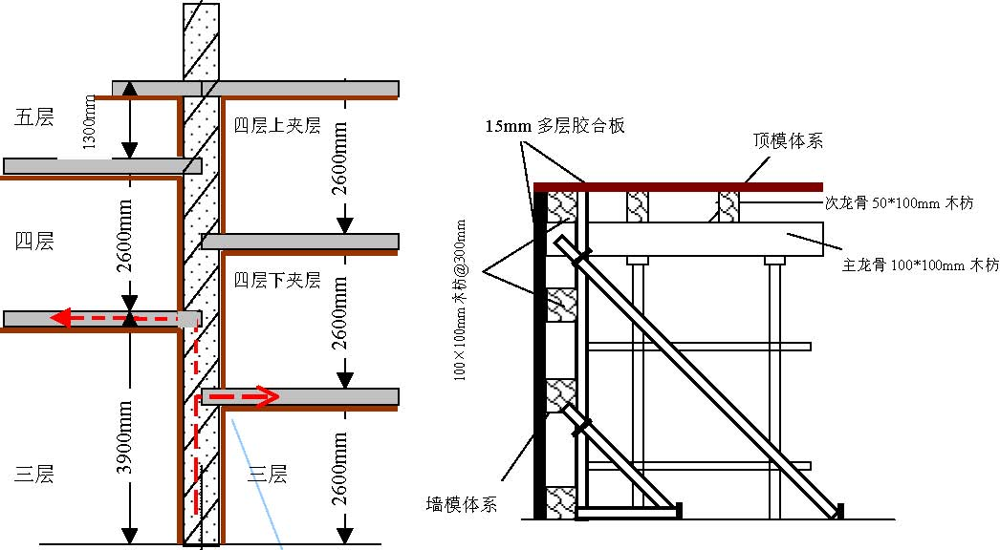 五层
1300mm
四层上夹层
2600mm
四层
2600mm
四层下夹层
2600mm
三层
3900mm
三层
2600mm
15mm 多层胶合板
顶模体系
次龙骨 50*100mm 木枋
主龙骨 100*100mm 木枋
100×100mm 木枋@300mm
墙模体系